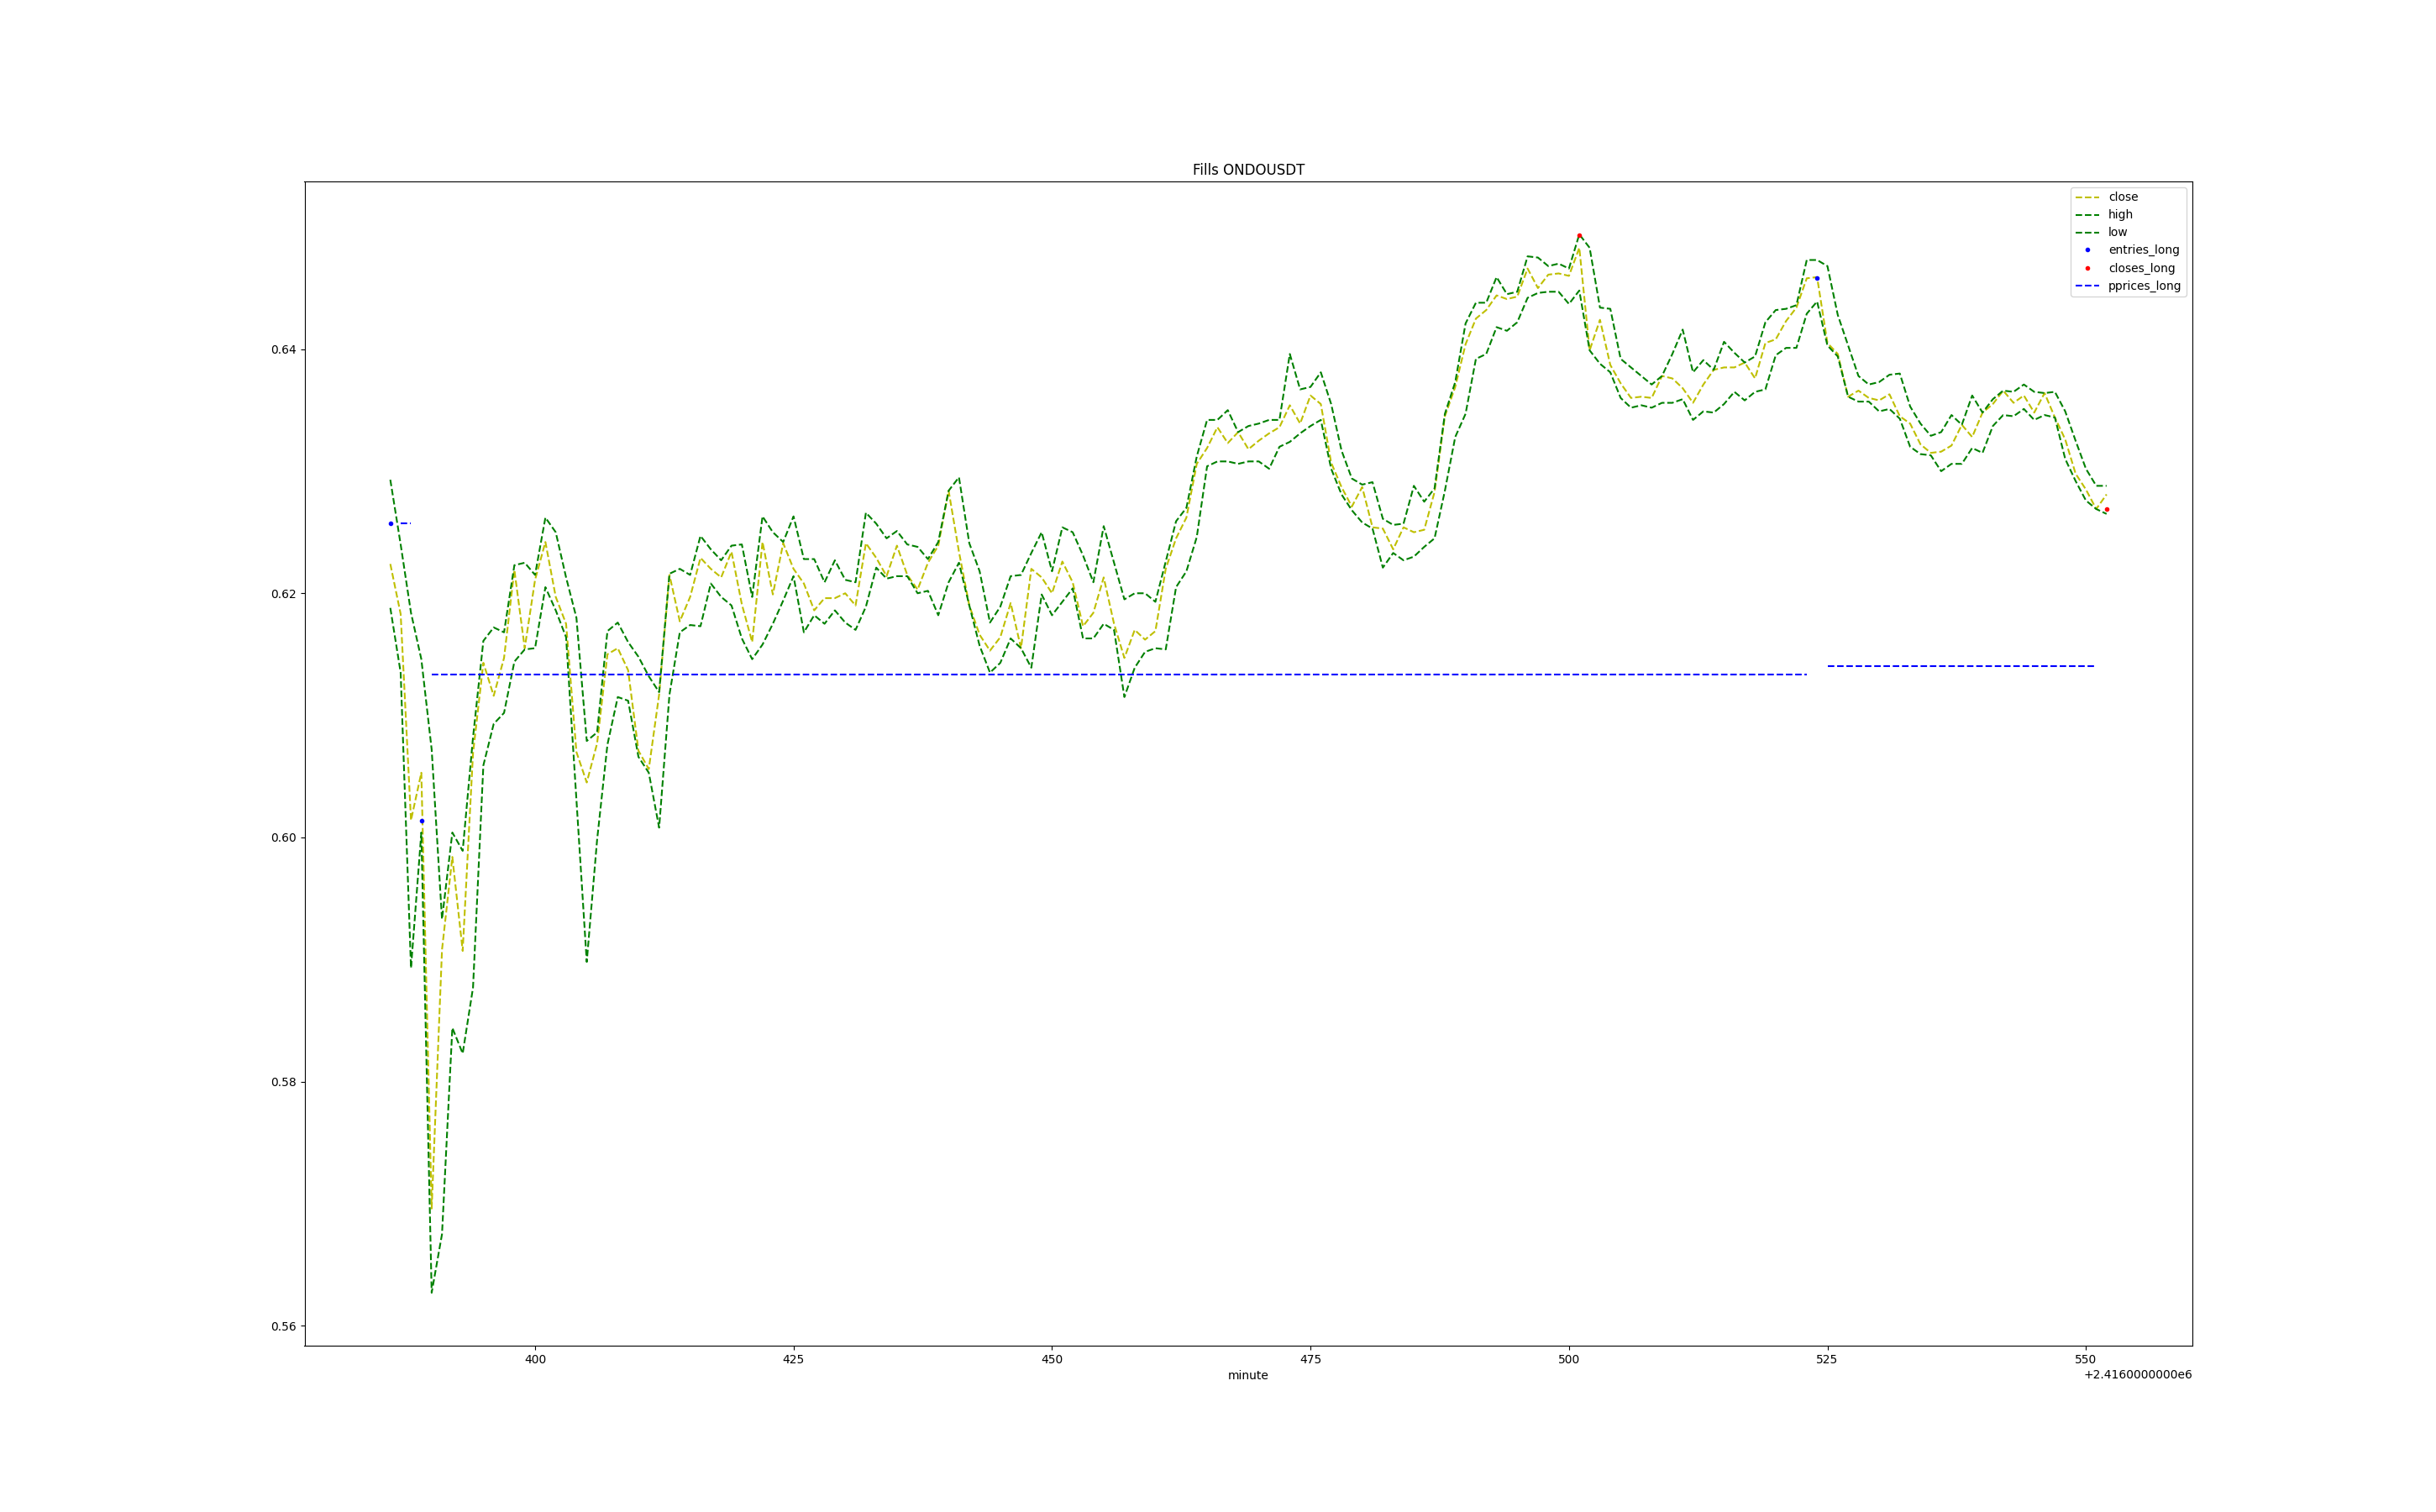 Fills ONDOUSDT
close
high
low
entries_long
closes_long
pprices_long
0.64
0.62
0.60
0.58
0.56
400 425 450 475 500 525 550
minute
+2.4160000000e6